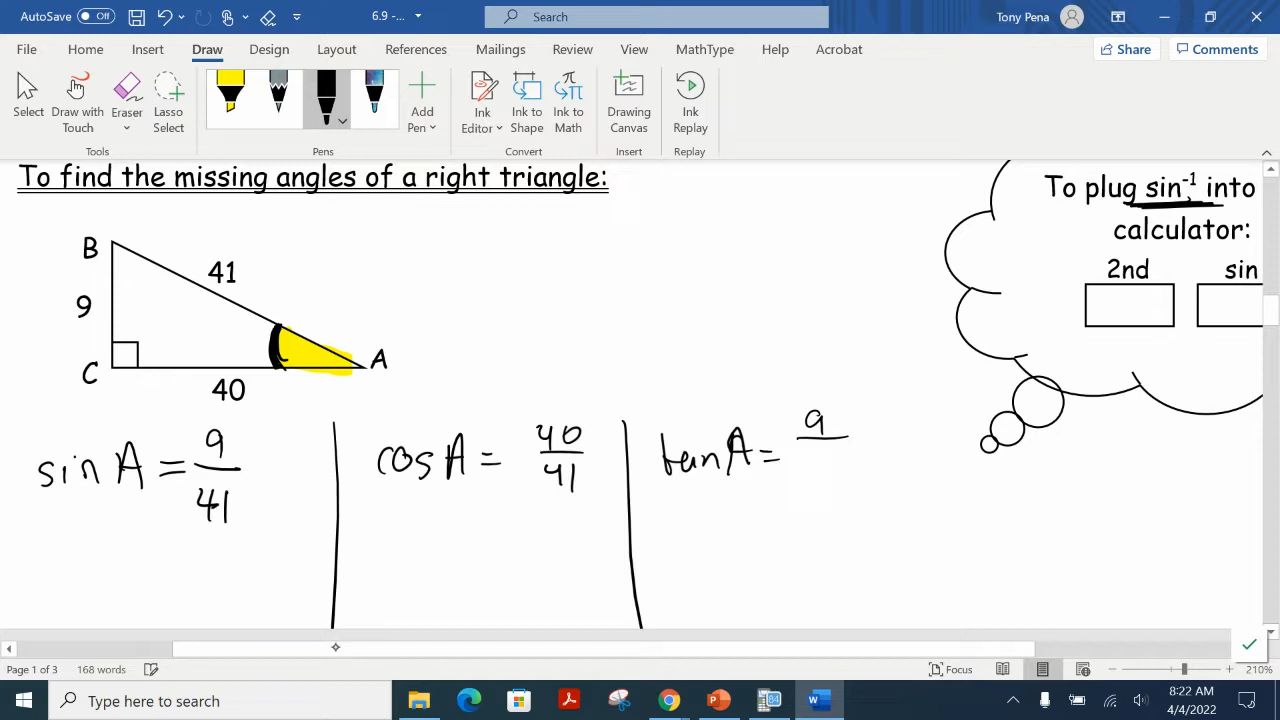 AutoSave Off 6.9 -... Search Tony Pena
File Home Insert Draw Design Layout References Mailings Review View MathType Help Acrobat Share Comments
Select Draw with Touch Eraser Lasso Select Add Pen Ink Editor Ink to Shape Ink to Math Drawing Canvas Ink Replay
Tools Pens Convert Insert Replay
To find the missing angles of a right triangle:
To plug sin⁻¹ into
calculator:
2nd sin
B
41
9
A
C
40
sin A = 9/41
cos A = 40/41
tan A = 9
Page 1 of 3 168 words Focus 210%
Type here to search
84
8:22 AM
4/4/2022